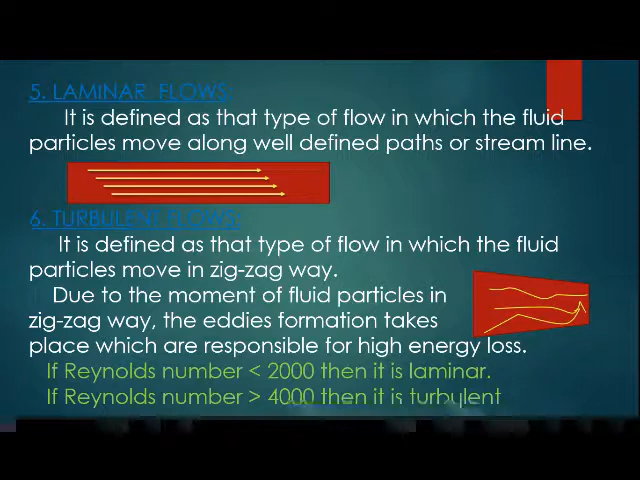 5. LAMINAR FLOWS:
It is defined as that type of flow in which the fluid
particles move along well defined paths or stream line.
6. TURBULENT FLOWS:
It is defined as that type of flow in which the fluid
particles move in zig-zag way.
Due to the moment of fluid particles in
zig-zag way, the eddies formation takes
place which are responsible for high energy loss.
If Reynolds number < 2000 then it is laminar.
If Reynolds number > 4000 then it is turbulent